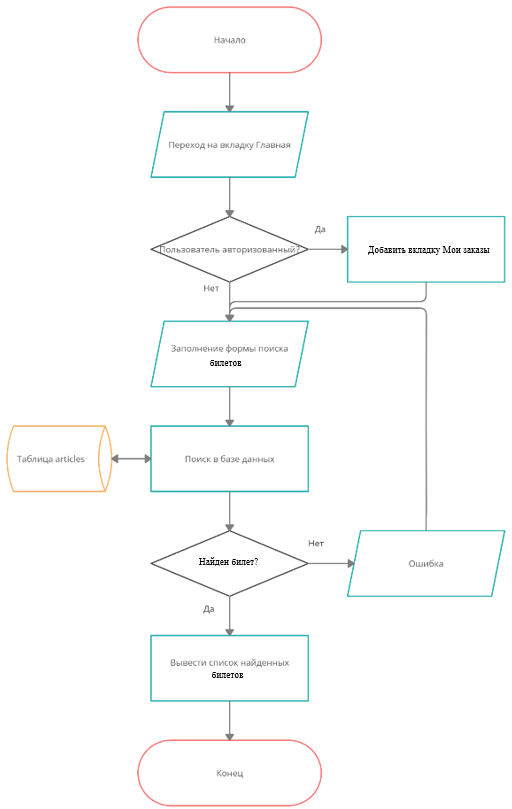 Начало
Переход на вкладку Главная
Да
Пользователь авторизованный?
Добавить вкладку Мои заказы
Нет
Заполнение формы поиска
билетов
Таблица articles
Поиск в базе данных
Нет
Найден билет?
Ошибка
Да
Вывести список найденных
билетов
Конец